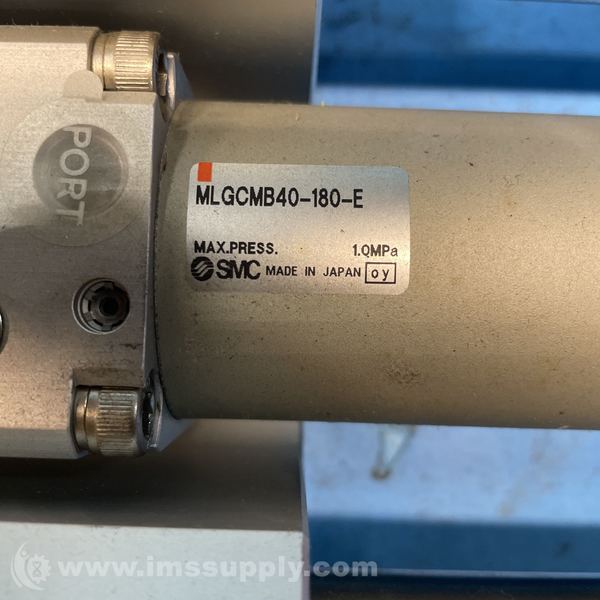 PORT
MLGCMB40-180-E
MAX.PRESS. 1.0MPa
SMC MADE IN JAPAN oy
www.imssupply.com